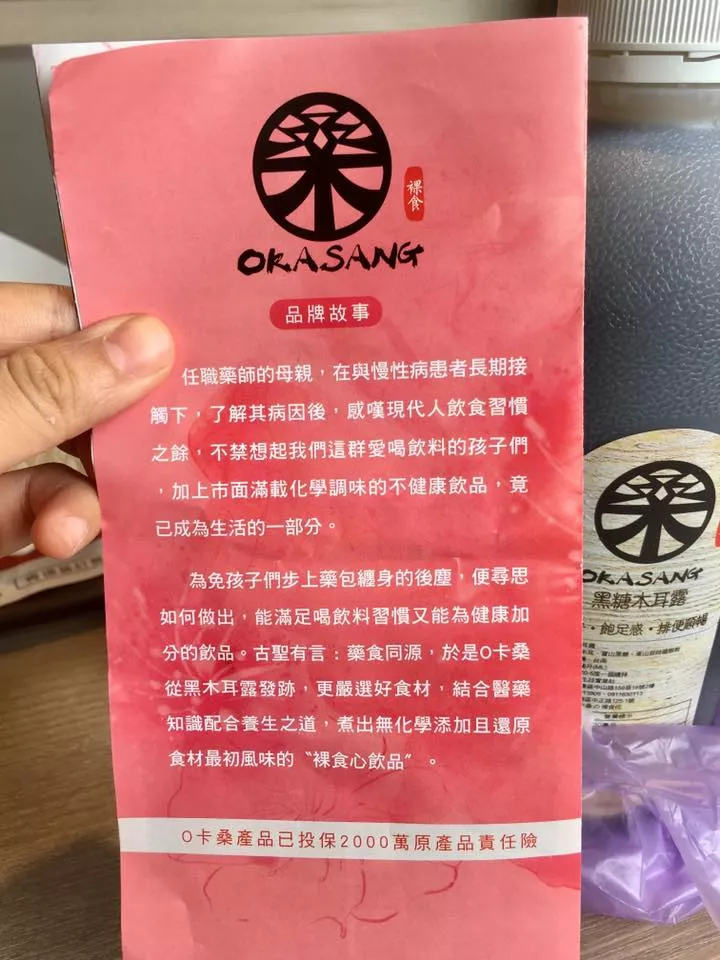 桑
裸食
OKASANG
品牌故事
任職藥師的母親，在與慢性病患者長期接
觸下，了解其病因後，感嘆現代人飲食習慣
之餘，不禁想起我們這群愛喝飲料的孩子們
，加上市面滿載化學調味的不健康飲品，竟
已成為生活的一部分。
為免孩子們步上藥包纏身的後塵，便尋思
如何做出，能滿足喝飲料習慣又能為健康加
分的飲品。古聖有言：藥食同源，於是O卡桑
從黑木耳露發跡，更嚴選好食材，結合醫藥
知識配合養生之道，煮出無化學添加且還原
食材最初風味的〝裸食心飲品〞。
O卡桑產品已投保2000萬原產品責任險
桑
OKASANG
黑糖木耳露
・飽足感・排便順暢